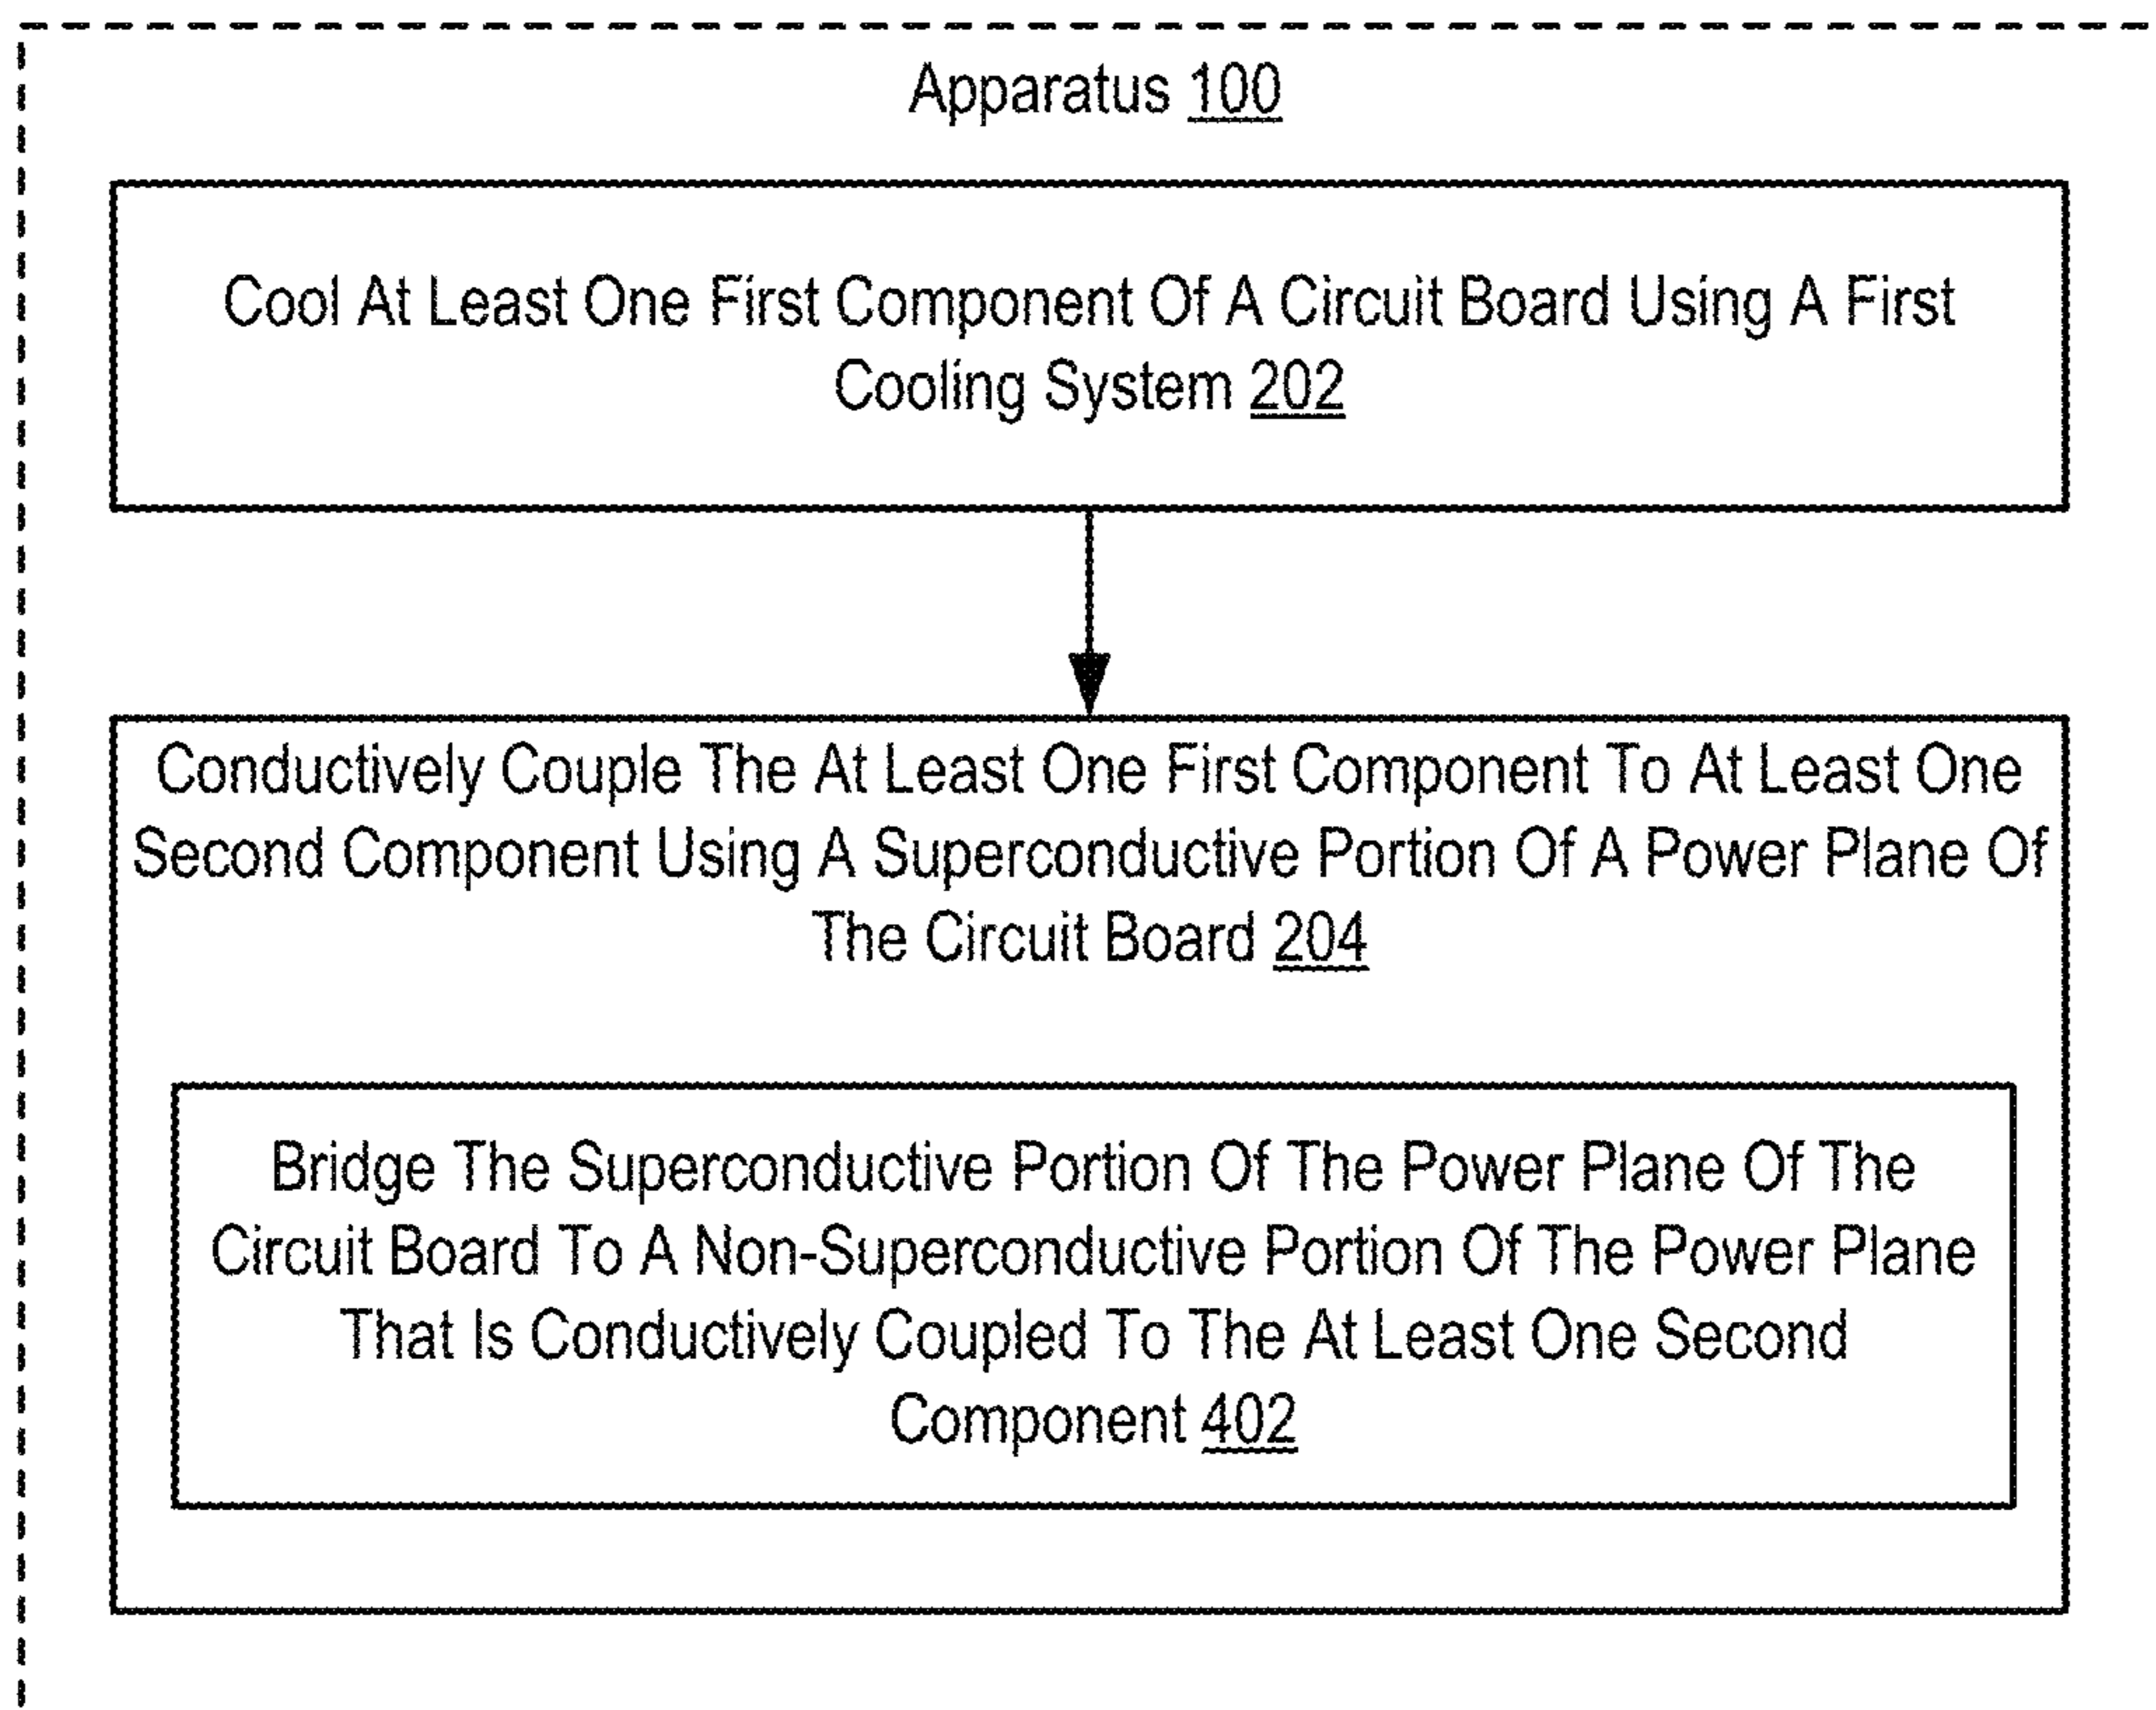 Apparatus 100
Cool At Least One First Component Of A Circuit Board Using A First
Cooling System 202
Conductively Couple The At Least One First Component To At Least One
Second Component Using A Superconductive Portion Of A Power Plane Of
The Circuit Board 204
Bridge The Superconductive Portion Of The Power Plane Of The
Circuit Board To A Non-Superconductive Portion Of The Power Plane
That Is Conductively Coupled To The At Least One Second
Component 402